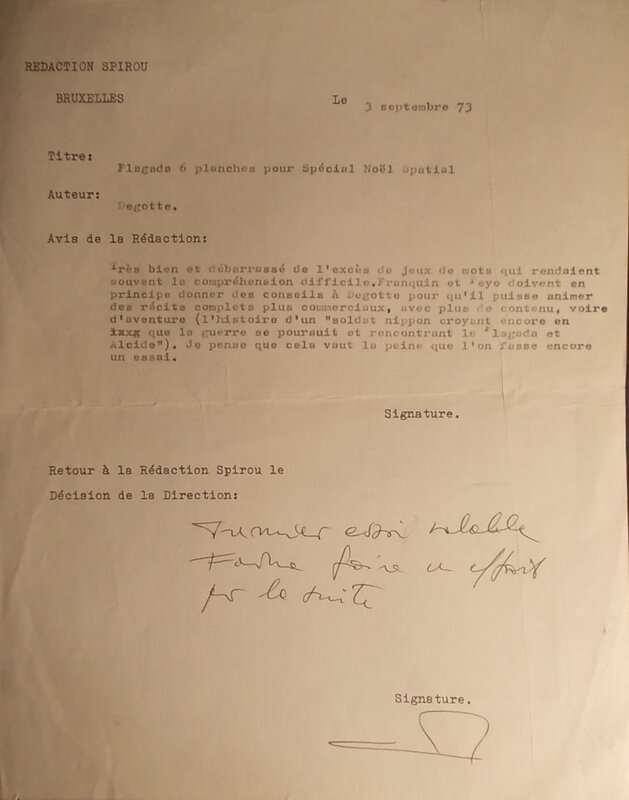 REDACTION SPIROU
BRUXELLES
Le 3 septembre 73
Titre:
Flagada 6 planches pour Spécial Noël Spatial
Auteur:
Degotte.
Avis de la Rédaction:
Très bien et débarrassé de l'excès de jeux de mots qui rendaient
souvent la compréhension difficile.Franquin et Peyo doivent en
principe donner des conseils à Degotte pour qu'il puisse animer
des récits complets plus commerciaux, avec plus de contenu, voire
d'aventure (l'histoire d'un "soldat nippon croyant encore en
que la guerre se poursuit et rencontrant le Flagada et
Alcide"). Je pense que cela vaut la peine que l'on fasse encore
un essai.
Signature.
Retour à la Rédaction Spirou le
Décision de la Direction:
essai valable
faire un effort
pr la suite
Signature.